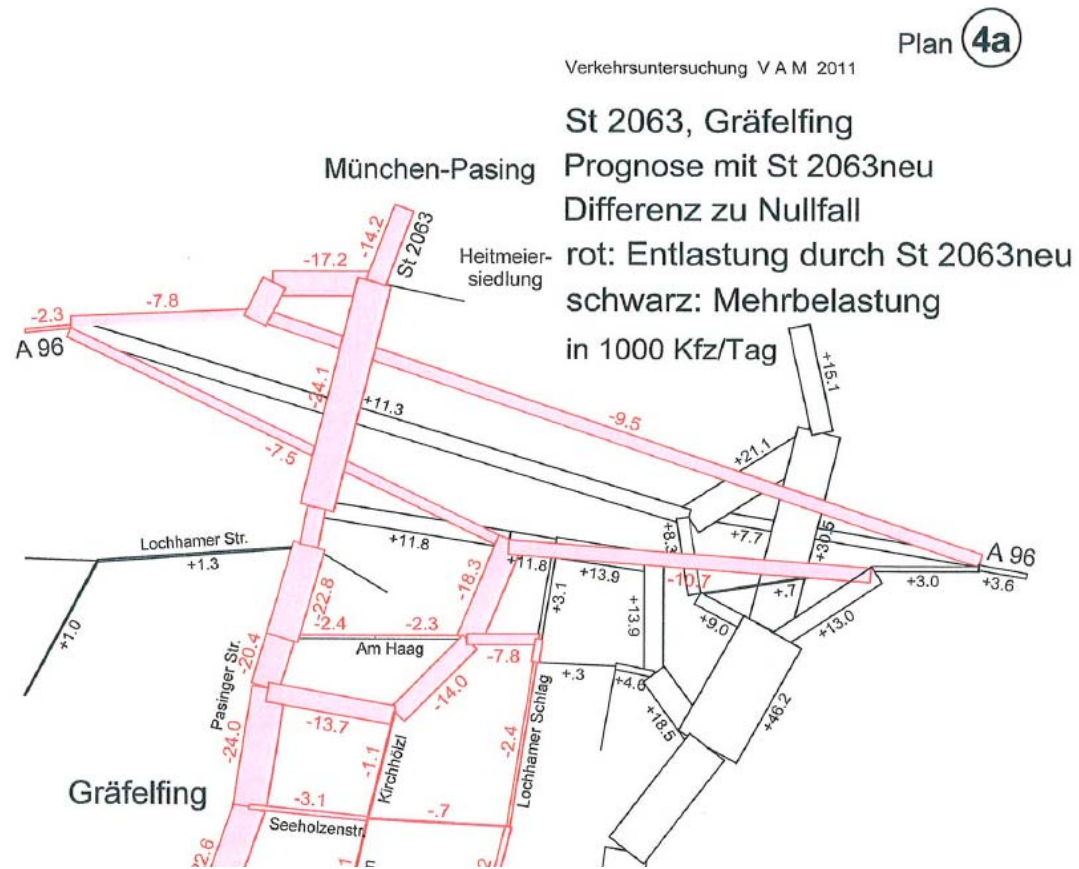 Plan 4a
Verkehrsuntersuchung V A M 2011
St 2063, Gräfelfing
Prognose mit St 2063neu
Differenz zu Nullfall
rot: Entlastung durch St 2063neu
schwarz: Mehrbelastung
in 1000 Kfz/Tag
München-Pasing
-14.2
St 2063
-17.2
Heitmeier-
siedlung
-7.8
-2.3
A 96
-24.1
+11.3
-9.5
+15.1
-7.5
+21.1
+30.5
+8.3
+7.7
Lochhamer Str.
+1.3
+11.8
+11.8
+13.9
-10.7
A 96
+3.0
+3.6
-18.3
+3.1
+13.9
+.7
-22.8
+1.0
-2.4
-2.3
Am Haag
-7.8
+9.0
+13.0
-20.4
Pasinger Str.
+.3
+4.6
-14.0
+18.5
+46.2
-13.7
-24.0
-1.1
Kirchhölzl
-2.4
Lochhamer Schlag
Gräfelfing
-3.1
Seeholzenstr.
-.7